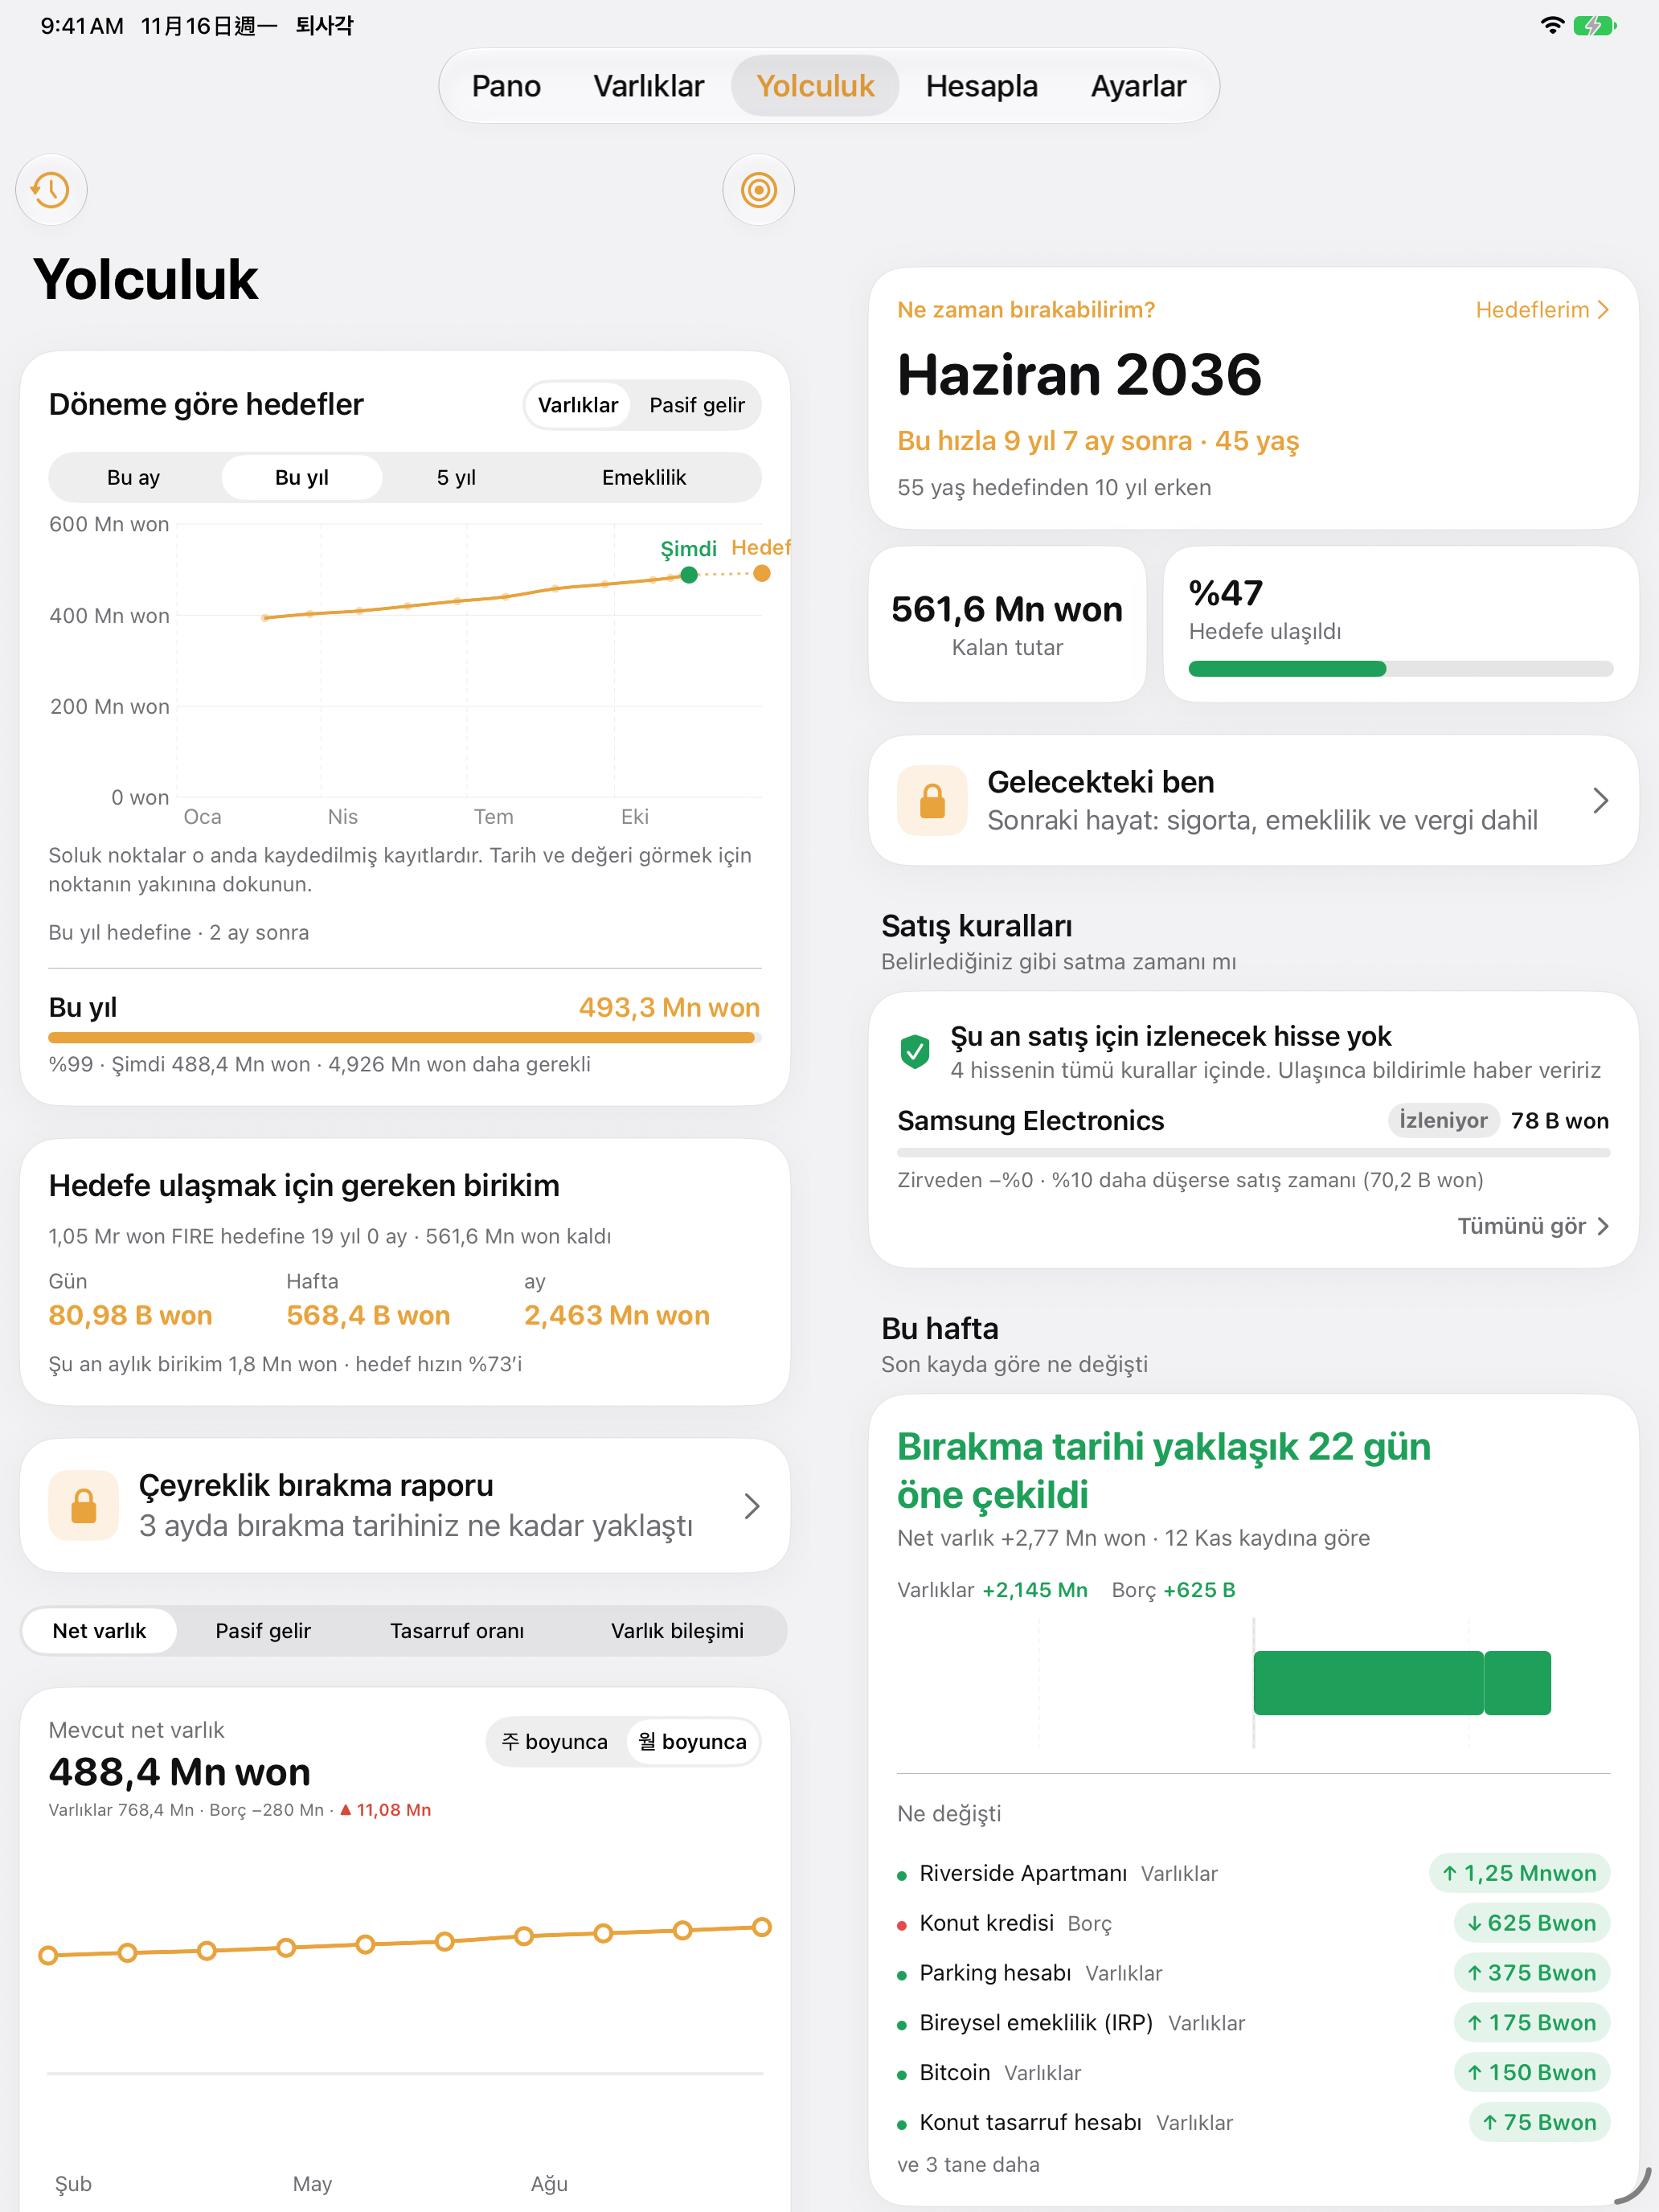 9:41 AM 11月16日週一 퇴사각
Pano Varlıklar Yolculuk Hesapla Ayarlar
Yolculuk
Döneme göre hedefler
Varlıklar Pasif gelir
Bu ay Bu yıl 5 yıl Emeklilik
600 Mn won
Şimdi Hedef
400 Mn won
200 Mn won
0 won
Oca Nis Tem Eki
Soluk noktalar o anda kaydedilmiş kayıtlardır. Tarih ve değeri görmek için
noktanın yakınına dokunun.
Bu yıl hedefine · 2 ay sonra
Bu yıl 493,3 Mn won
%99 · Şimdi 488,4 Mn won · 4,926 Mn won daha gerekli
Hedefe ulaşmak için gereken birikim
1,05 Mr won FIRE hedefine 19 yıl 0 ay · 561,6 Mn won kaldı
Gün Hafta ay
80,98 B won 568,4 B won 2,463 Mn won
Şu an aylık birikim 1,8 Mn won · hedef hızın %73’i
Çeyreklik bırakma raporu
3 ayda bırakma tarihiniz ne kadar yaklaştı
Net varlık Pasif gelir Tasarruf oranı Varlık bileşimi
Mevcut net varlık
488,4 Mn won
주 boyunca 월 boyunca
Varlıklar 768,4 Mn · Borç −280 Mn · ▲ 11,08 Mn
Şub May Ağu
Ne zaman bırakabilirim? Hedeflerim
Haziran 2036
Bu hızla 9 yıl 7 ay sonra · 45 yaş
55 yaş hedefinden 10 yıl erken
561,6 Mn won
Kalan tutar
%47
Hedefe ulaşıldı
Gelecekteki ben
Sonraki hayat: sigorta, emeklilik ve vergi dahil
Satış kuralları
Belirlediğiniz gibi satma zamanı mı
Şu an satış için izlenecek hisse yok
4 hissenin tümü kurallar içinde. Ulaşınca bildirimle haber veririz
Samsung Electronics İzleniyor 78 B won
Zirveden −%0 · %10 daha düşerse satış zamanı (70,2 B won)
Tümünü gör
Bu hafta
Son kayda göre ne değişti
Bırakma tarihi yaklaşık 22 gün
öne çekildi
Net varlık +2,77 Mn won · 12 Kas kaydına göre
Varlıklar +2,145 Mn Borç +625 B
Ne değişti
Riverside Apartmanı Varlıklar ↑ 1,25 Mnwon
Konut kredisi Borç ↓ 625 Bwon
Parking hesabı Varlıklar ↑ 375 Bwon
Bireysel emeklilik (IRP) Varlıklar ↑ 175 Bwon
Bitcoin Varlıklar ↑ 150 Bwon
Konut tasarruf hesabı Varlıklar ↑ 75 Bwon
ve 3 tane daha